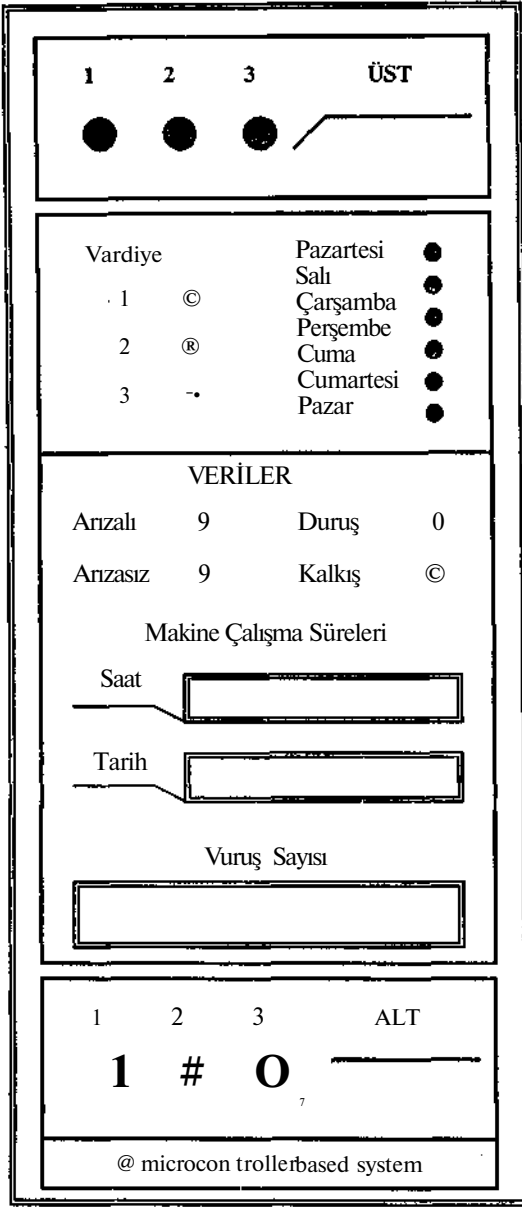 1 2 3 ÜST
Vardiye
1 ©
2 ®
3 -•
Pazartesi
Salı
Çarşamba
Perşembe
Cuma
Cumartesi
Pazar
VERİLER
Arızalı 9 Duruş 0
Arızasız 9 Kalkış ©
Makine Çalışma Süreleri
Saat
Tarih
Vuruş Sayısı
1 2 3 ALT
1 # O
7
@ microcon trollerbased system